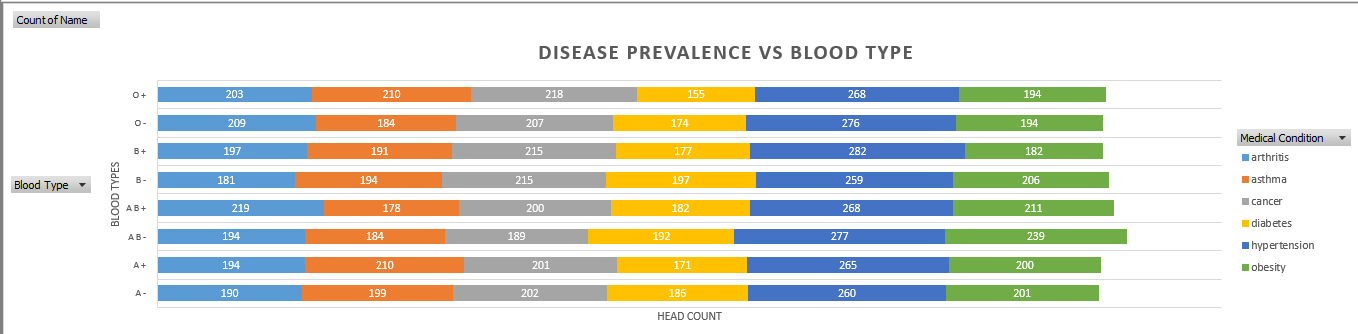 Count of Name
DISEASE PREVALENCE VS BLOOD TYPE
BLOOD TYPES
Blood Type
O+ 203 210 218 155 268 194
O- 209 184 207 174 276 194
B+ 197 191 215 177 282 182
B- 181 194 215 197 259 206
AB+ 219 178 200 182 268 211
AB- 194 184 189 192 277 239
A+ 194 210 201 171 265 200
A- 190 199 202 186 260 201
HEAD COUNT
Medical Condition
arthritis
asthma
cancer
diabetes
hypertension
obesity